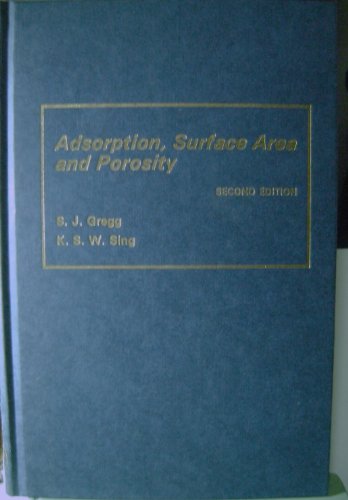 Adsorption, Surface Area
and Porosity
SECOND EDITION
S. J. Gregg
K. S. W. Sing